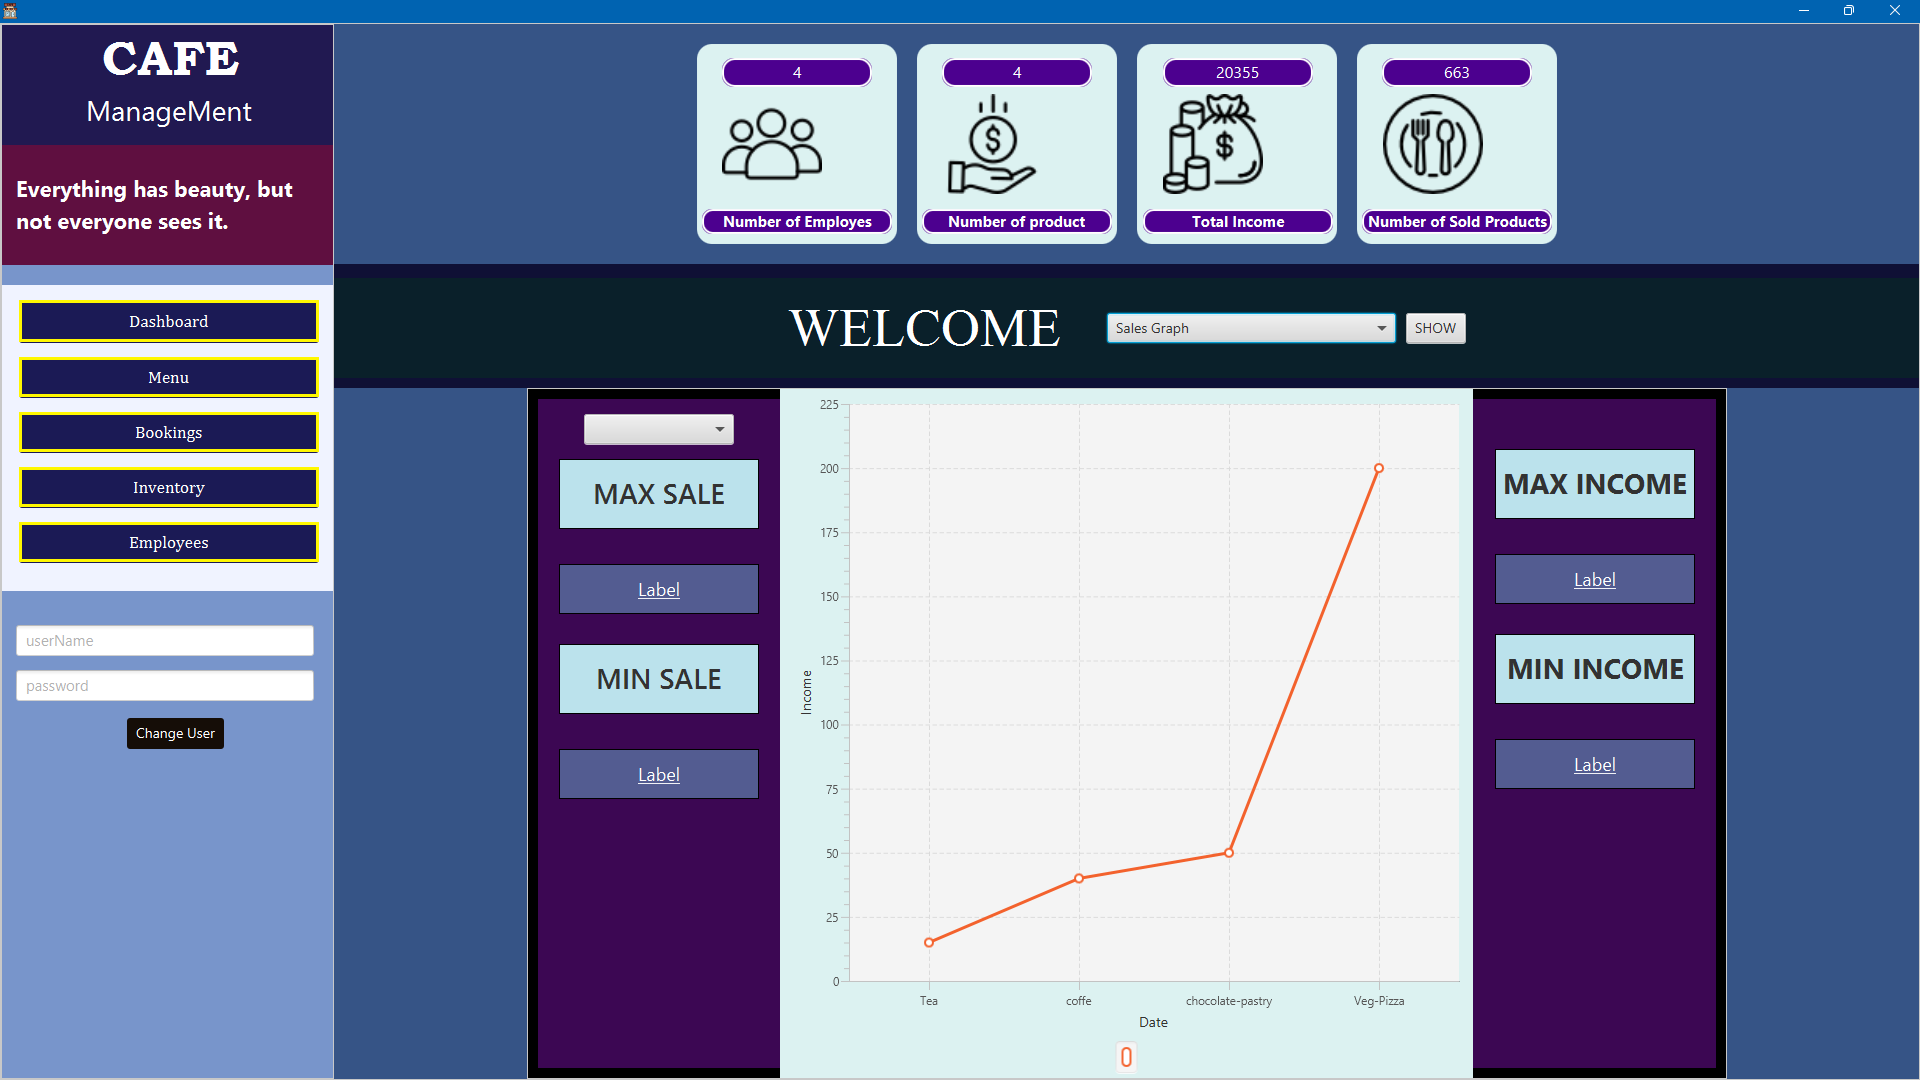 CAFE
ManageMent
Everything has beauty, but
not everyone sees it.
Dashboard
Menu
Bookings
Inventory
Employees
userName
password
Change User
4
Number of Employes
4
Number of product
20355
Total Income
663
Number of Sold Products
WELCOME
Sales Graph
SHOW
MAX SALE
Label
MIN SALE
Label
225
200
175
150
125
100
75
50
25
0
Income
Tea
coffe
chocolate-pastry
Veg-Pizza
Date
MAX INCOME
Label
MIN INCOME
Label